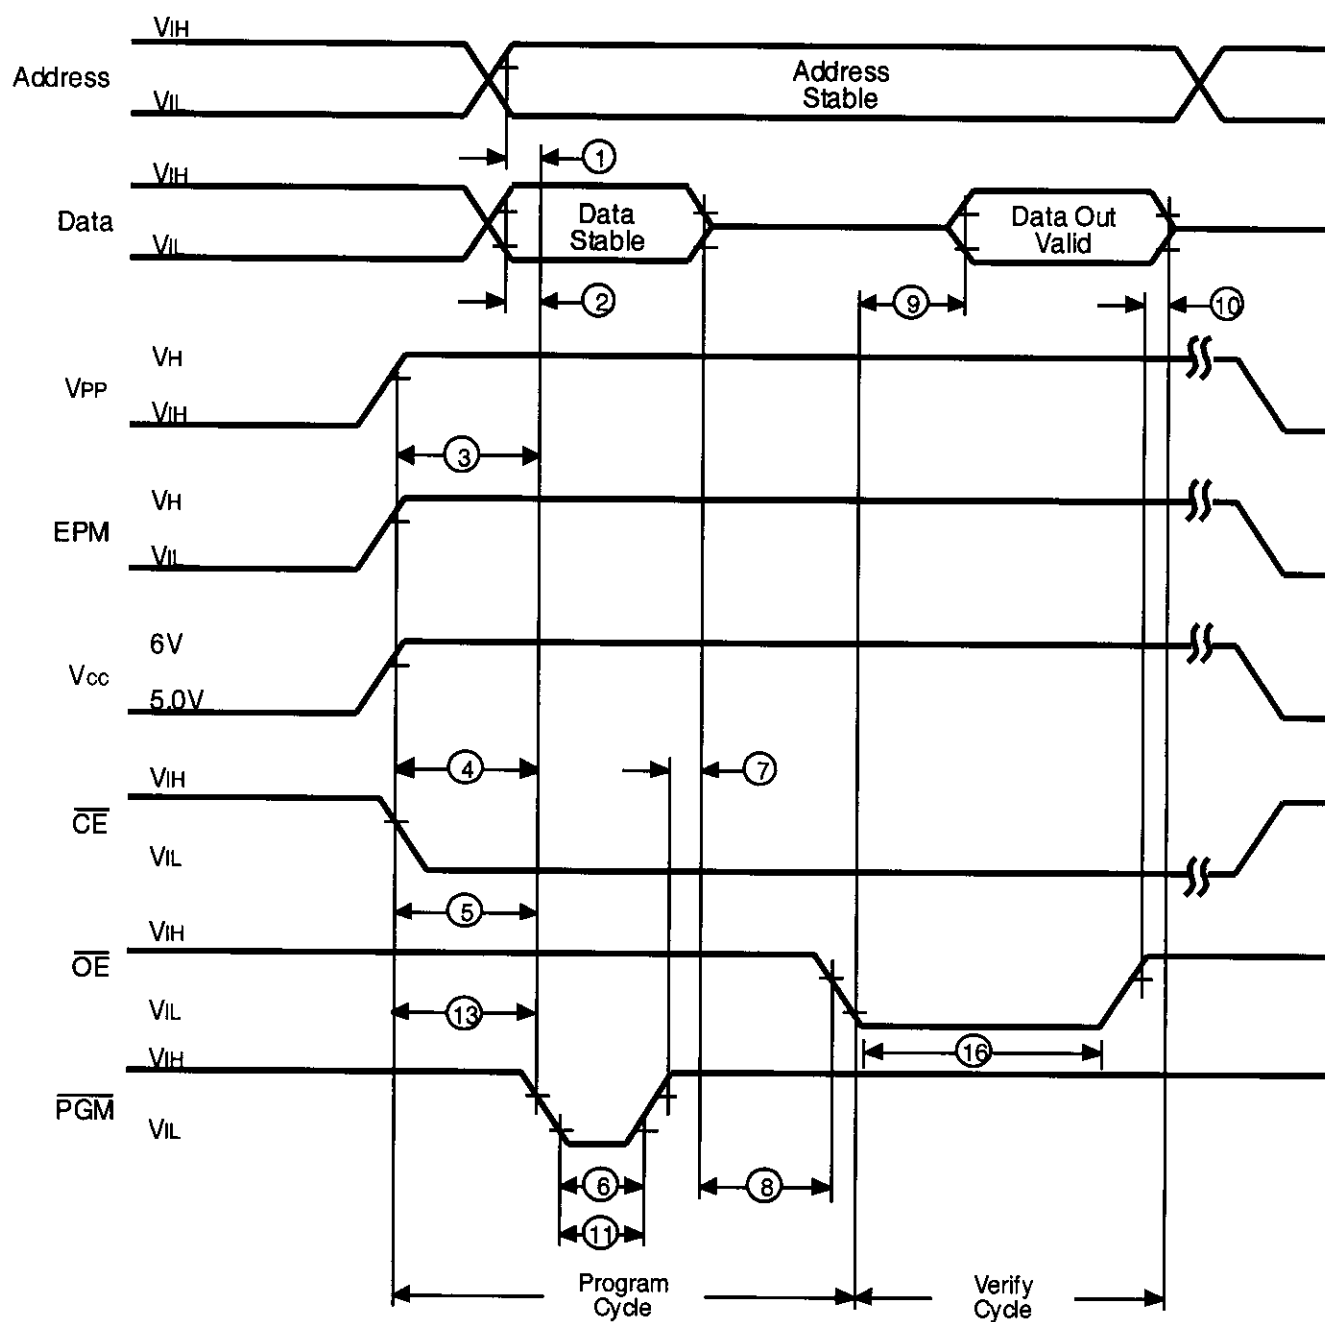 VIH
Address
VIL
Address
Stable
1
VIH
Data
VIL
Data
Stable
Data Out
Valid
2
9
10
VH
VPP
VIH
3
VH
EPM
VIL
6V
Vcc
5.0V
4
7
VIH
CE
VIL
5
VIH
OE
VIL
13
16
VIH
PGM
VIL
6
8
11
Program
Cycle
Verify
Cycle